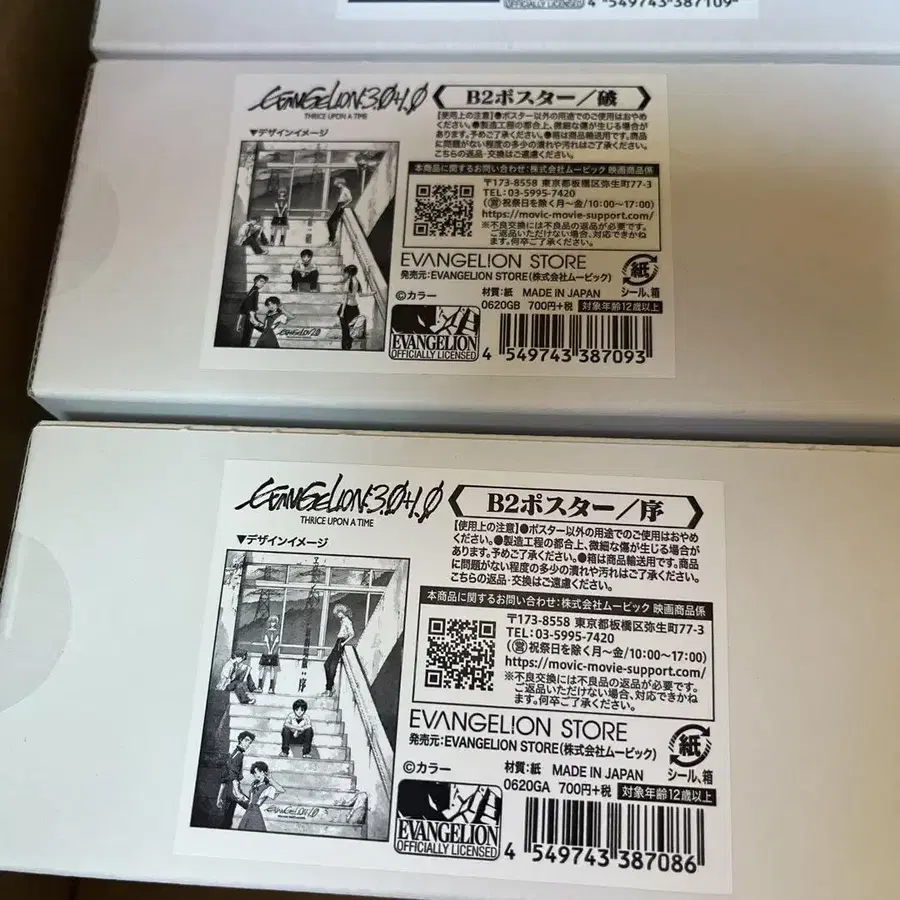 OFFICIALLY LICENSED
4 549743 387109
EVANGELION:3.0+1.0
THRICE UPON A TIME
B2ポスター/破
【使用上の注意】●ポスター以外の用途でのご使用はおやめ
ください。●製造工程の都合上、微細な傷が生じる場合が
あります。予めご了承ください。●箱は商品輸送用です。商品
に問題がない程度の多少の潰れや汚れはご了承ください。
こちらの返品・交換はご遠慮ください。
▼デザインイメージ
本商品に関するお問い合わせ:株式会社ムービック 映画商品係
〒173-8558 東京都板橋区弥生町77-3
TEL:03-5995-7420
(㊂祝祭日を除く月~金/10:00~17:00)
https://movic-movie-support.com/
※不良交換には不良品の返品が必要です。
ご返品いただけない場合、対応できかね
ます。何卒ご了承ください。
EVANGELION STORE
発売元:EVANGELION STORE(株式会社ムービック)
紙
シール、箱
©カラー
材質:紙 MADE IN JAPAN
0620GB 700円+税 対象年齢12歳以上
EVANGELION
OFFICIALLY LICENSED
4 549743 387093
EVANGELION:3.0+1.0
THRICE UPON A TIME
B2ポスター/序
【使用上の注意】●ポスター以外の用途でのご使用はおやめ
ください。●製造工程の都合上、微細な傷が生じる場合が
あります。予めご了承ください。●箱は商品輸送用です。商品
に問題がない程度の多少の潰れや汚れはご了承ください。
こちらの返品・交換はご遠慮ください。
▼デザインイメージ
本商品に関するお問い合わせ:株式会社ムービック 映画商品係
〒173-8558 東京都板橋区弥生町77-3
TEL:03-5995-7420
(㊂祝祭日を除く月~金/10:00~17:00)
https://movic-movie-support.com/
※不良交換には不良品の返品が必要です。
ご返品いただけない場合、対応できかね
ます。何卒ご了承ください。
EVANGELION STORE
発売元:EVANGELION STORE(株式会社ムービック)
紙
シール、箱
©カラー
材質:紙 MADE IN JAPAN
0620GA 700円+税 対象年齢12歳以上
EVANGELION
OFFICIALLY LICENSED
4 549743 387086